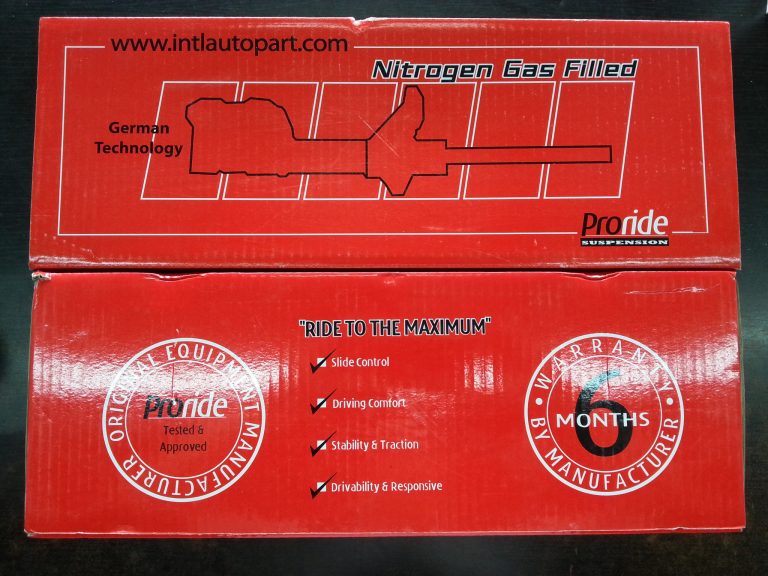 www.intlautopart.com
Nitrogen Gas Filled
German
Technology
Proride
SUSPENSION
"RIDE TO THE MAXIMUM"
ORIGINAL EQUIPMENT MANUFACTURER
Proride
Tested &
Approved
Slide Control
Driving Comfort
Stability & Traction
Drivability & Responsive
• WARRANTY •
6
MONTHS
BY MANUFACTURER